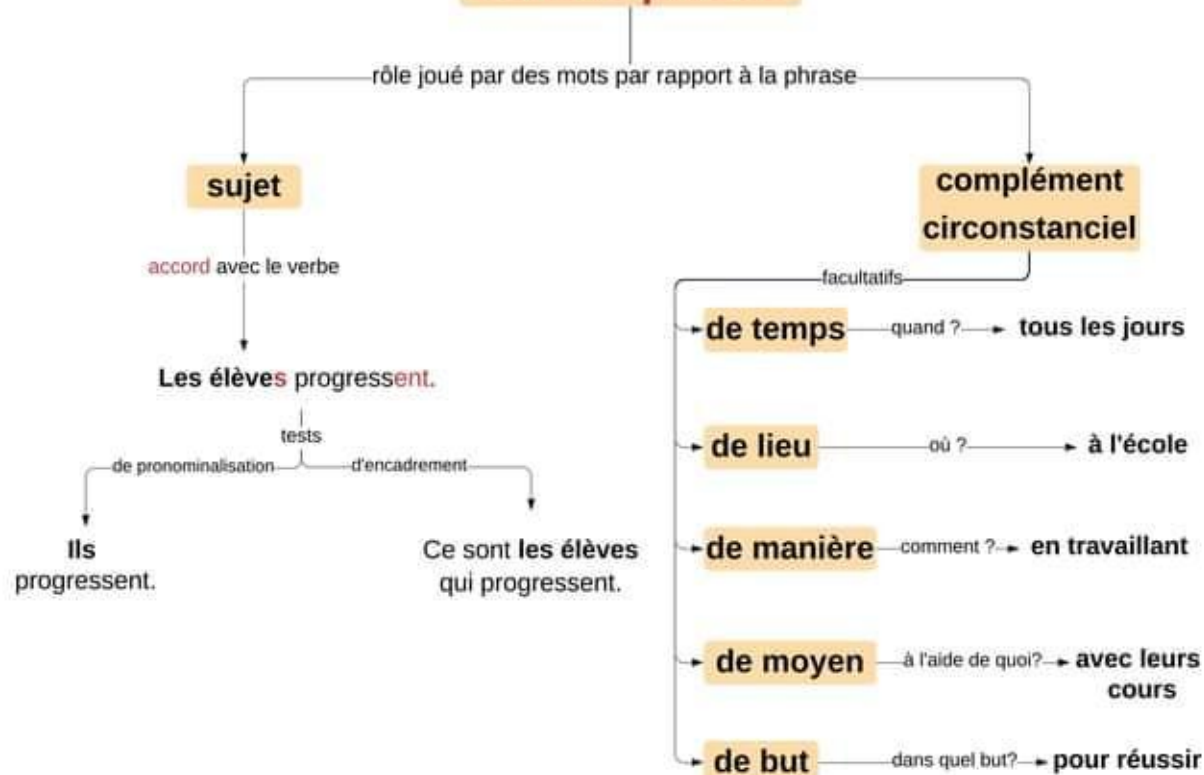 rôle joué par des mots par rapport à la phrase
sujet
accord avec le verbe
Les élèves progressent.
tests
de pronominalisation
d'encadrement
Ils
progressent.
Ce sont les élèves
qui progressent.
complément
circonstanciel
facultatifs
de temps quand ? tous les jours
de lieu où ? à l'école
de manière comment ? en travaillant
de moyen à l'aide de quoi? avec leurs
cours
de but dans quel but? pour réussir